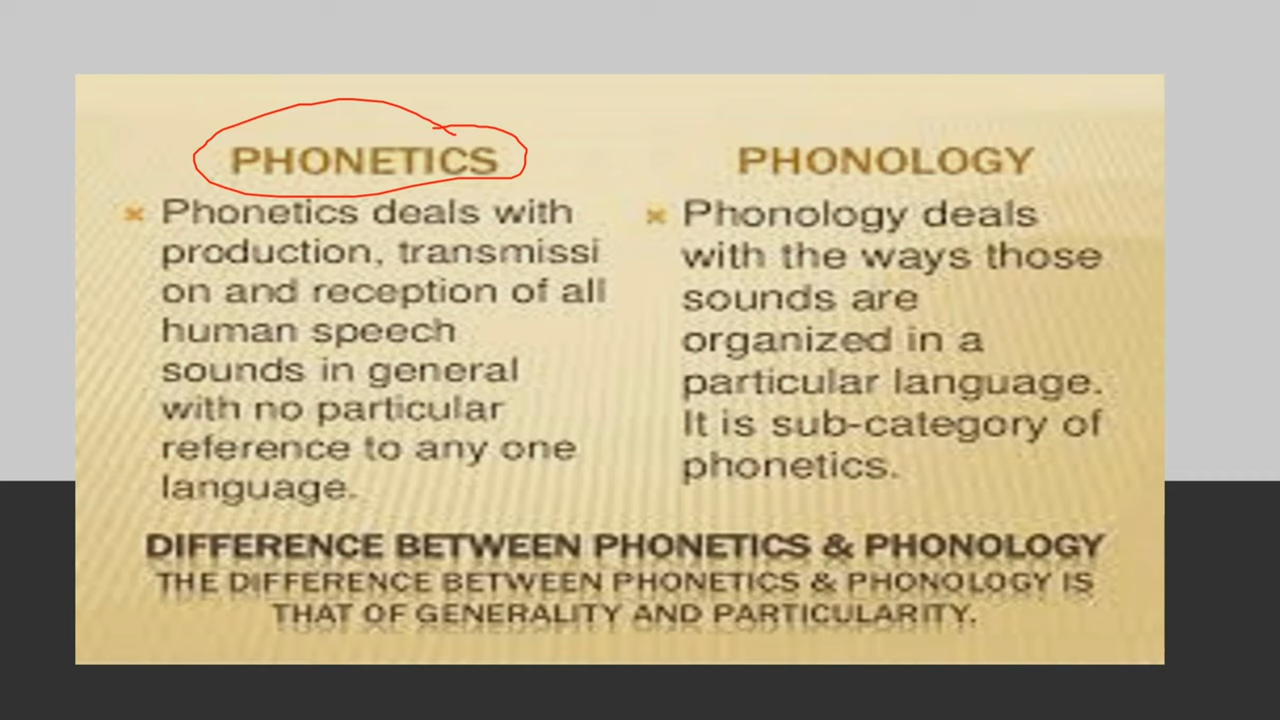 PHONETICS
Phonetics deals with
production, transmissi
on and reception of all
human speech
sounds in general
with no particular
reference to any one
language.
PHONOLOGY
Phonology deals
with the ways those
sounds are
organized in a
particular language.
It is sub-category of
phonetics.
DIFFERENCE BETWEEN PHONETICS & PHONOLOGY
THE DIFFERENCE BETWEEN PHONETICS & PHONOLOGY IS
THAT OF GENERALITY AND PARTICULARITY.